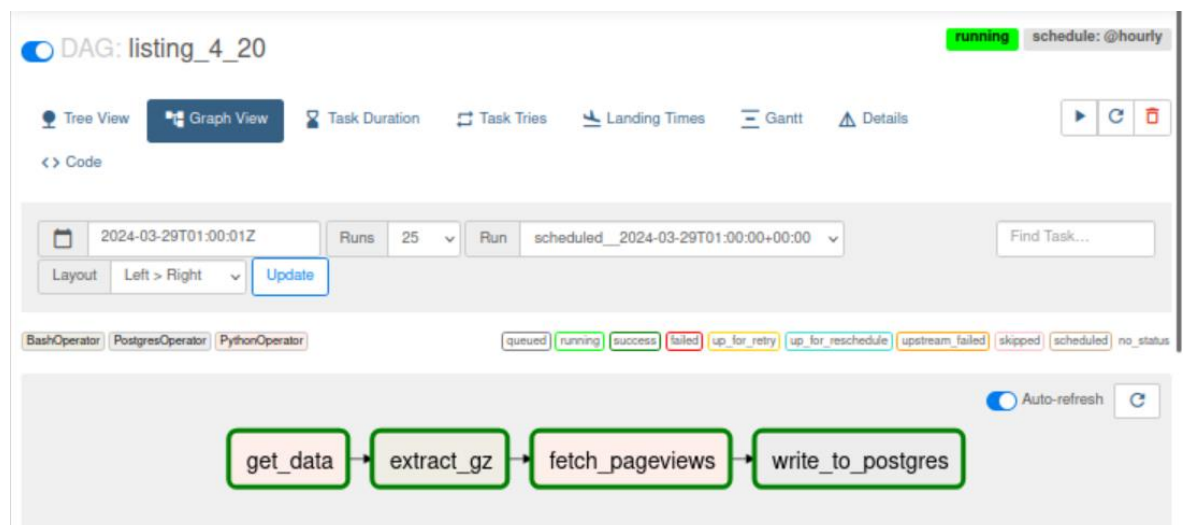 DAG: listing_4_20
running schedule: @hourly
Tree View Graph View Task Duration Task Tries Landing Times Gantt Details
<> Code
2024-03-29T01:00:01Z Runs 25 Run scheduled__2024-03-29T01:00:00+00:00 Find Task...
Layout Left > Right Update
BashOperator PostgresOperator PythonOperator queued running success failed up_for_retry up_for_reschedule upstream_failed skipped scheduled no_status
Auto-refresh
get_data extract_gz fetch_pageviews write_to_postgres